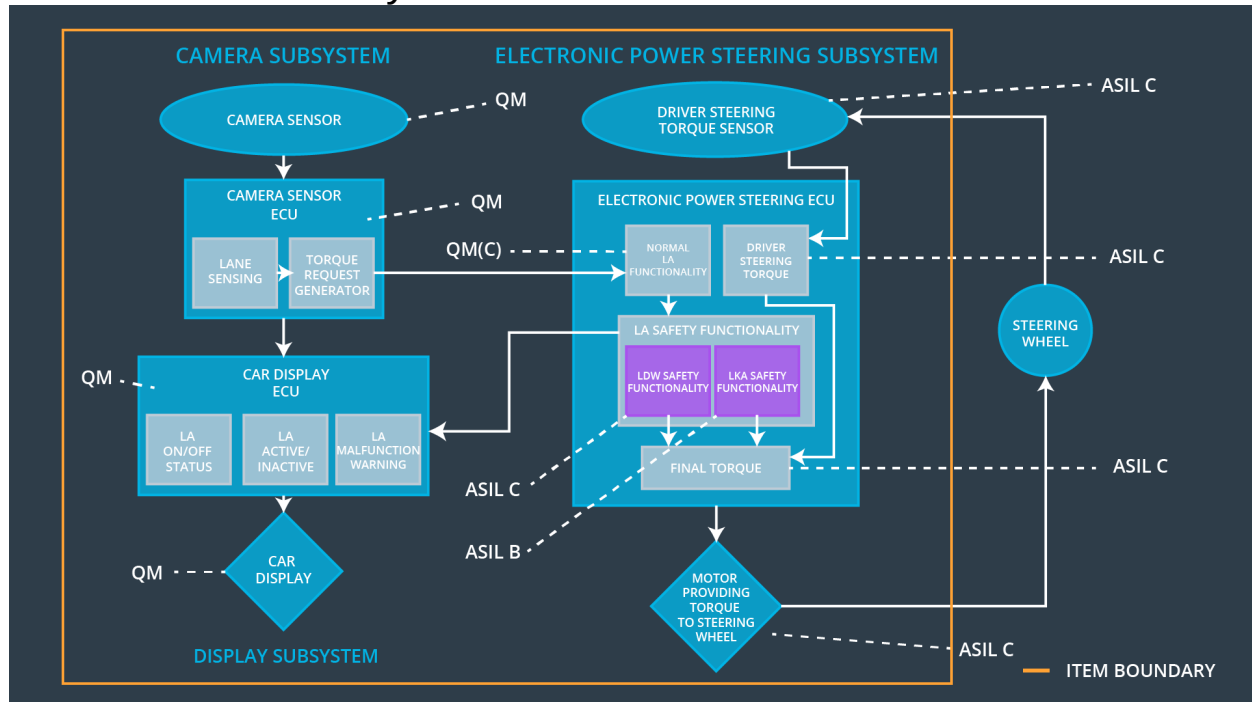 CAMERA SUBSYSTEM
ELECTRONIC POWER STEERING SUBSYSTEM
CAMERA SENSOR
QM
DRIVER STEERING
TORQUE SENSOR
ASIL C
CAMERA SENSOR
ECU
QM
LANE
SENSING
TORQUE
REQUEST
GENERATOR
QM(C)
ELECTRONIC POWER STEERING ECU
NORMAL
LA
FUNCTIONALITY
DRIVER
STEERING
TORQUE
ASIL C
LA SAFETY FUNCTIONALITY
LDW SAFETY
FUNCTIONALITY
LKA SAFETY
FUNCTIONALITY
STEERING
WHEEL
QM
CAR DISPLAY
ECU
LA
ON/OFF
STATUS
LA
ACTIVE/
INACTIVE
LA
MALFUNCTION
WARNING
FINAL TORQUE
ASIL C
ASIL C
ASIL B
QM
CAR
DISPLAY
MOTOR
PROVIDING
TORQUE
TO STEERING
WHEEL
ASIL C
DISPLAY SUBSYSTEM
ITEM BOUNDARY